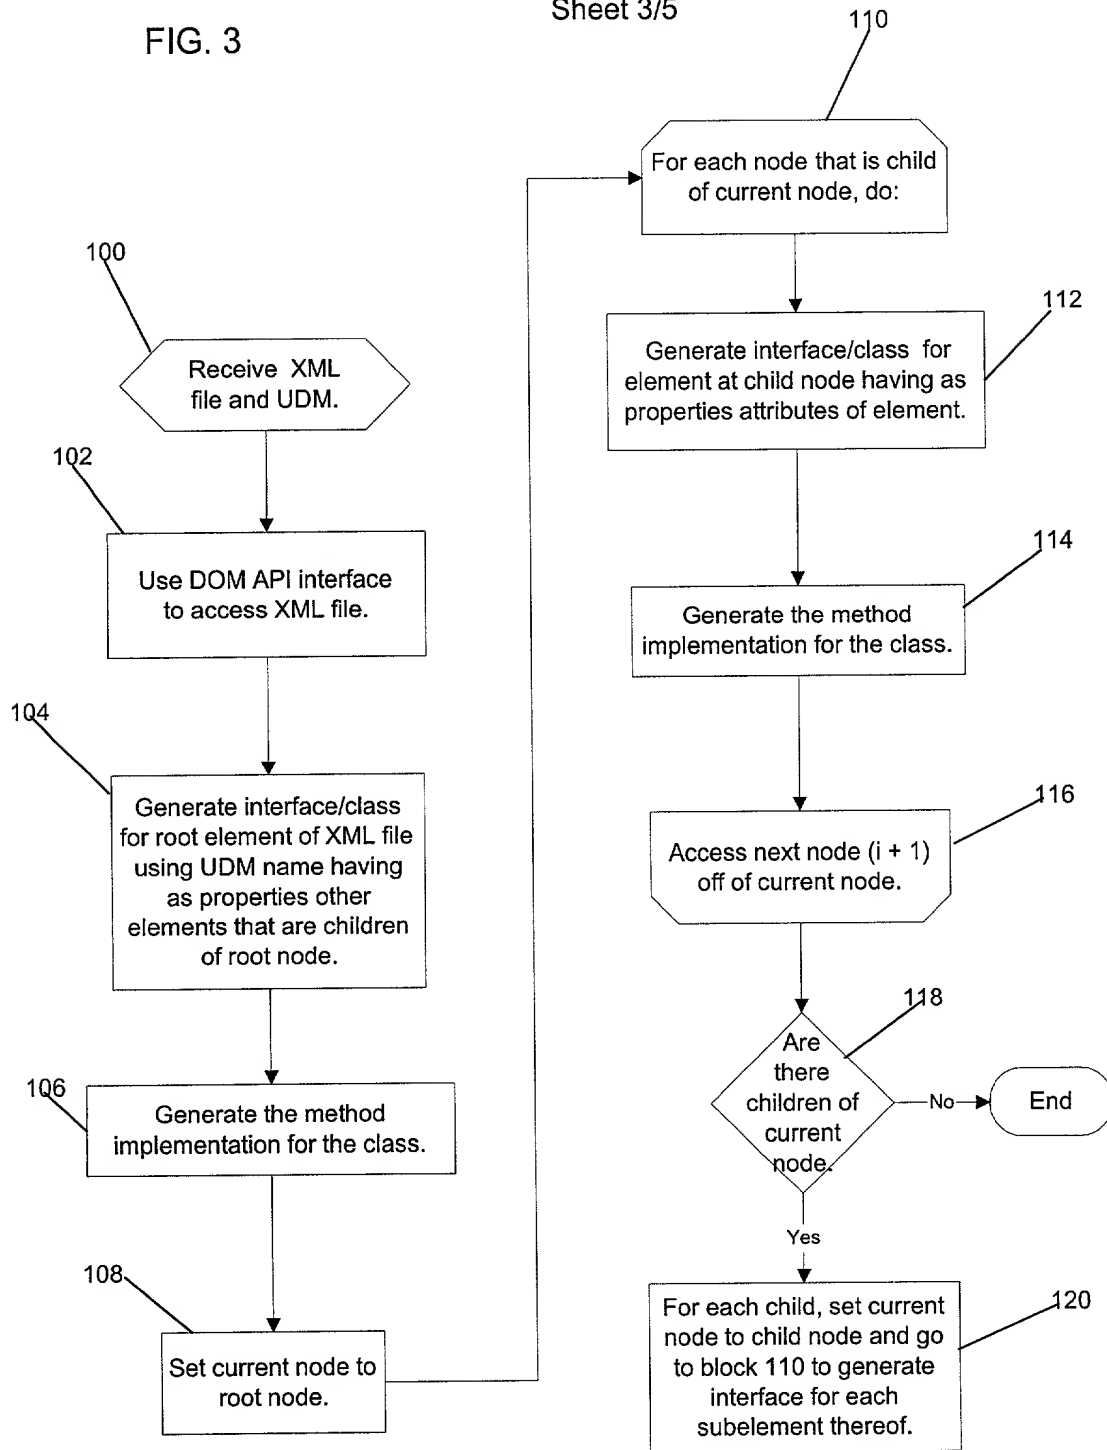 Sheet 3/5
FIG. 3
100
Receive XML
file and UDM.
102
Use DOM API interface
to access XML file.
104
Generate interface/class
for root element of XML file
using UDM name having
as properties other
elements that are children
of root node.
106
Generate the method
implementation for the class.
108
Set current node to
root node.
110
For each node that is child
of current node, do:
112
Generate interface/class for
element at child node having as
properties attributes of element.
114
Generate the method
implementation for the class.
116
Access next node (i + 1)
off of current node.
118
Are
there
children of
current
node.
No
End
Yes
120
For each child, set current
node to child node and go
to block 110 to generate
interface for each
subelement thereof.